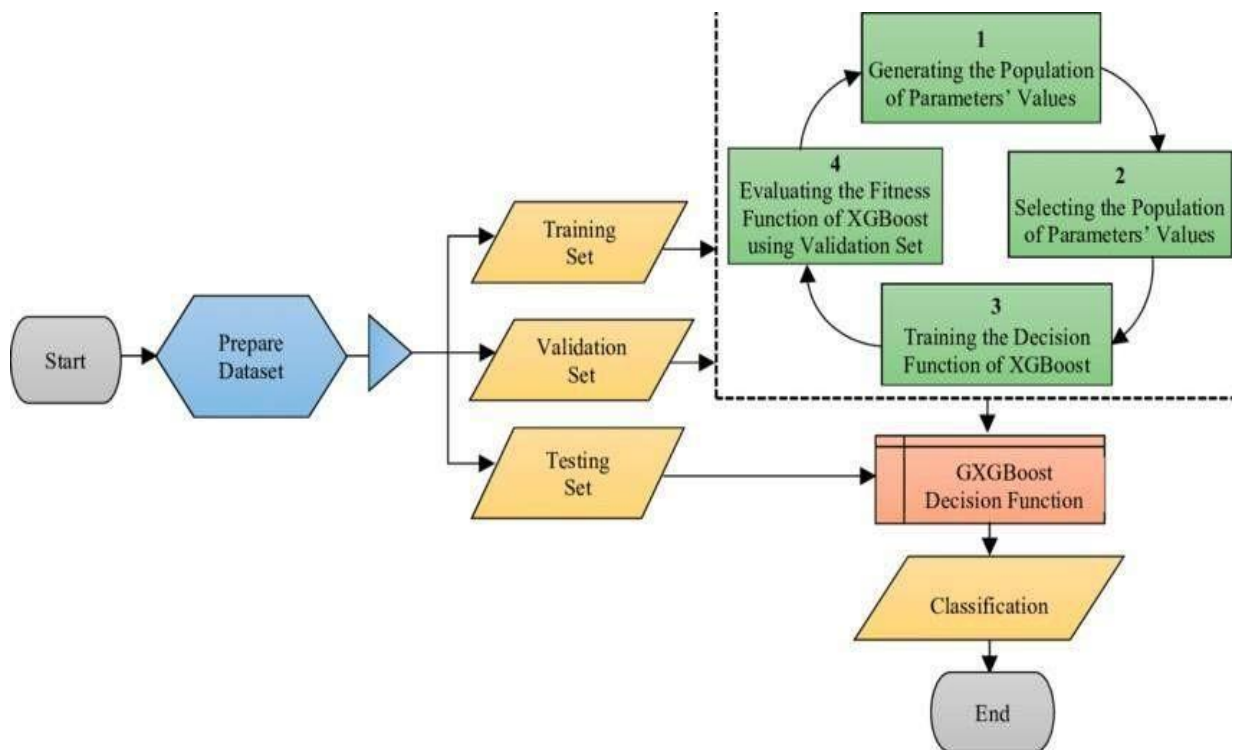 Start
Prepare
Dataset
Training
Set
Validation
Set
Testing
Set
1
Generating the Population
of Parameters’ Values
2
Selecting the Population
of Parameters’ Values
3
Training the Decision
Function of XGBoost
4
Evaluating the Fitness
Function of XGBoost
using Validation Set
GXGBoost
Decision Function
Classification
End